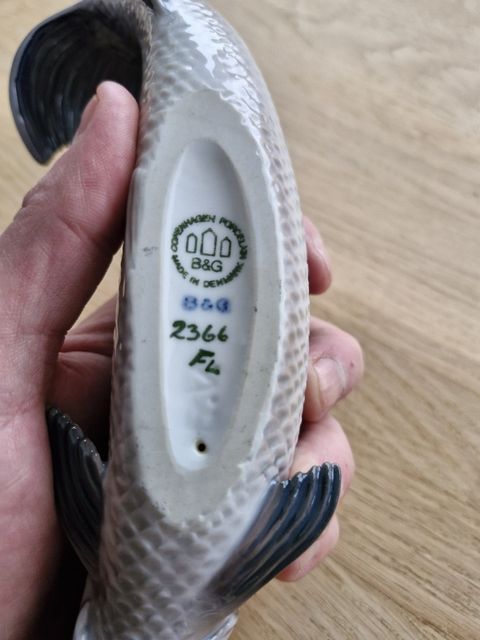 COPENHAGEN PORCELAIN
B&G
MADE IN DENMARK
B&G
2366
FL